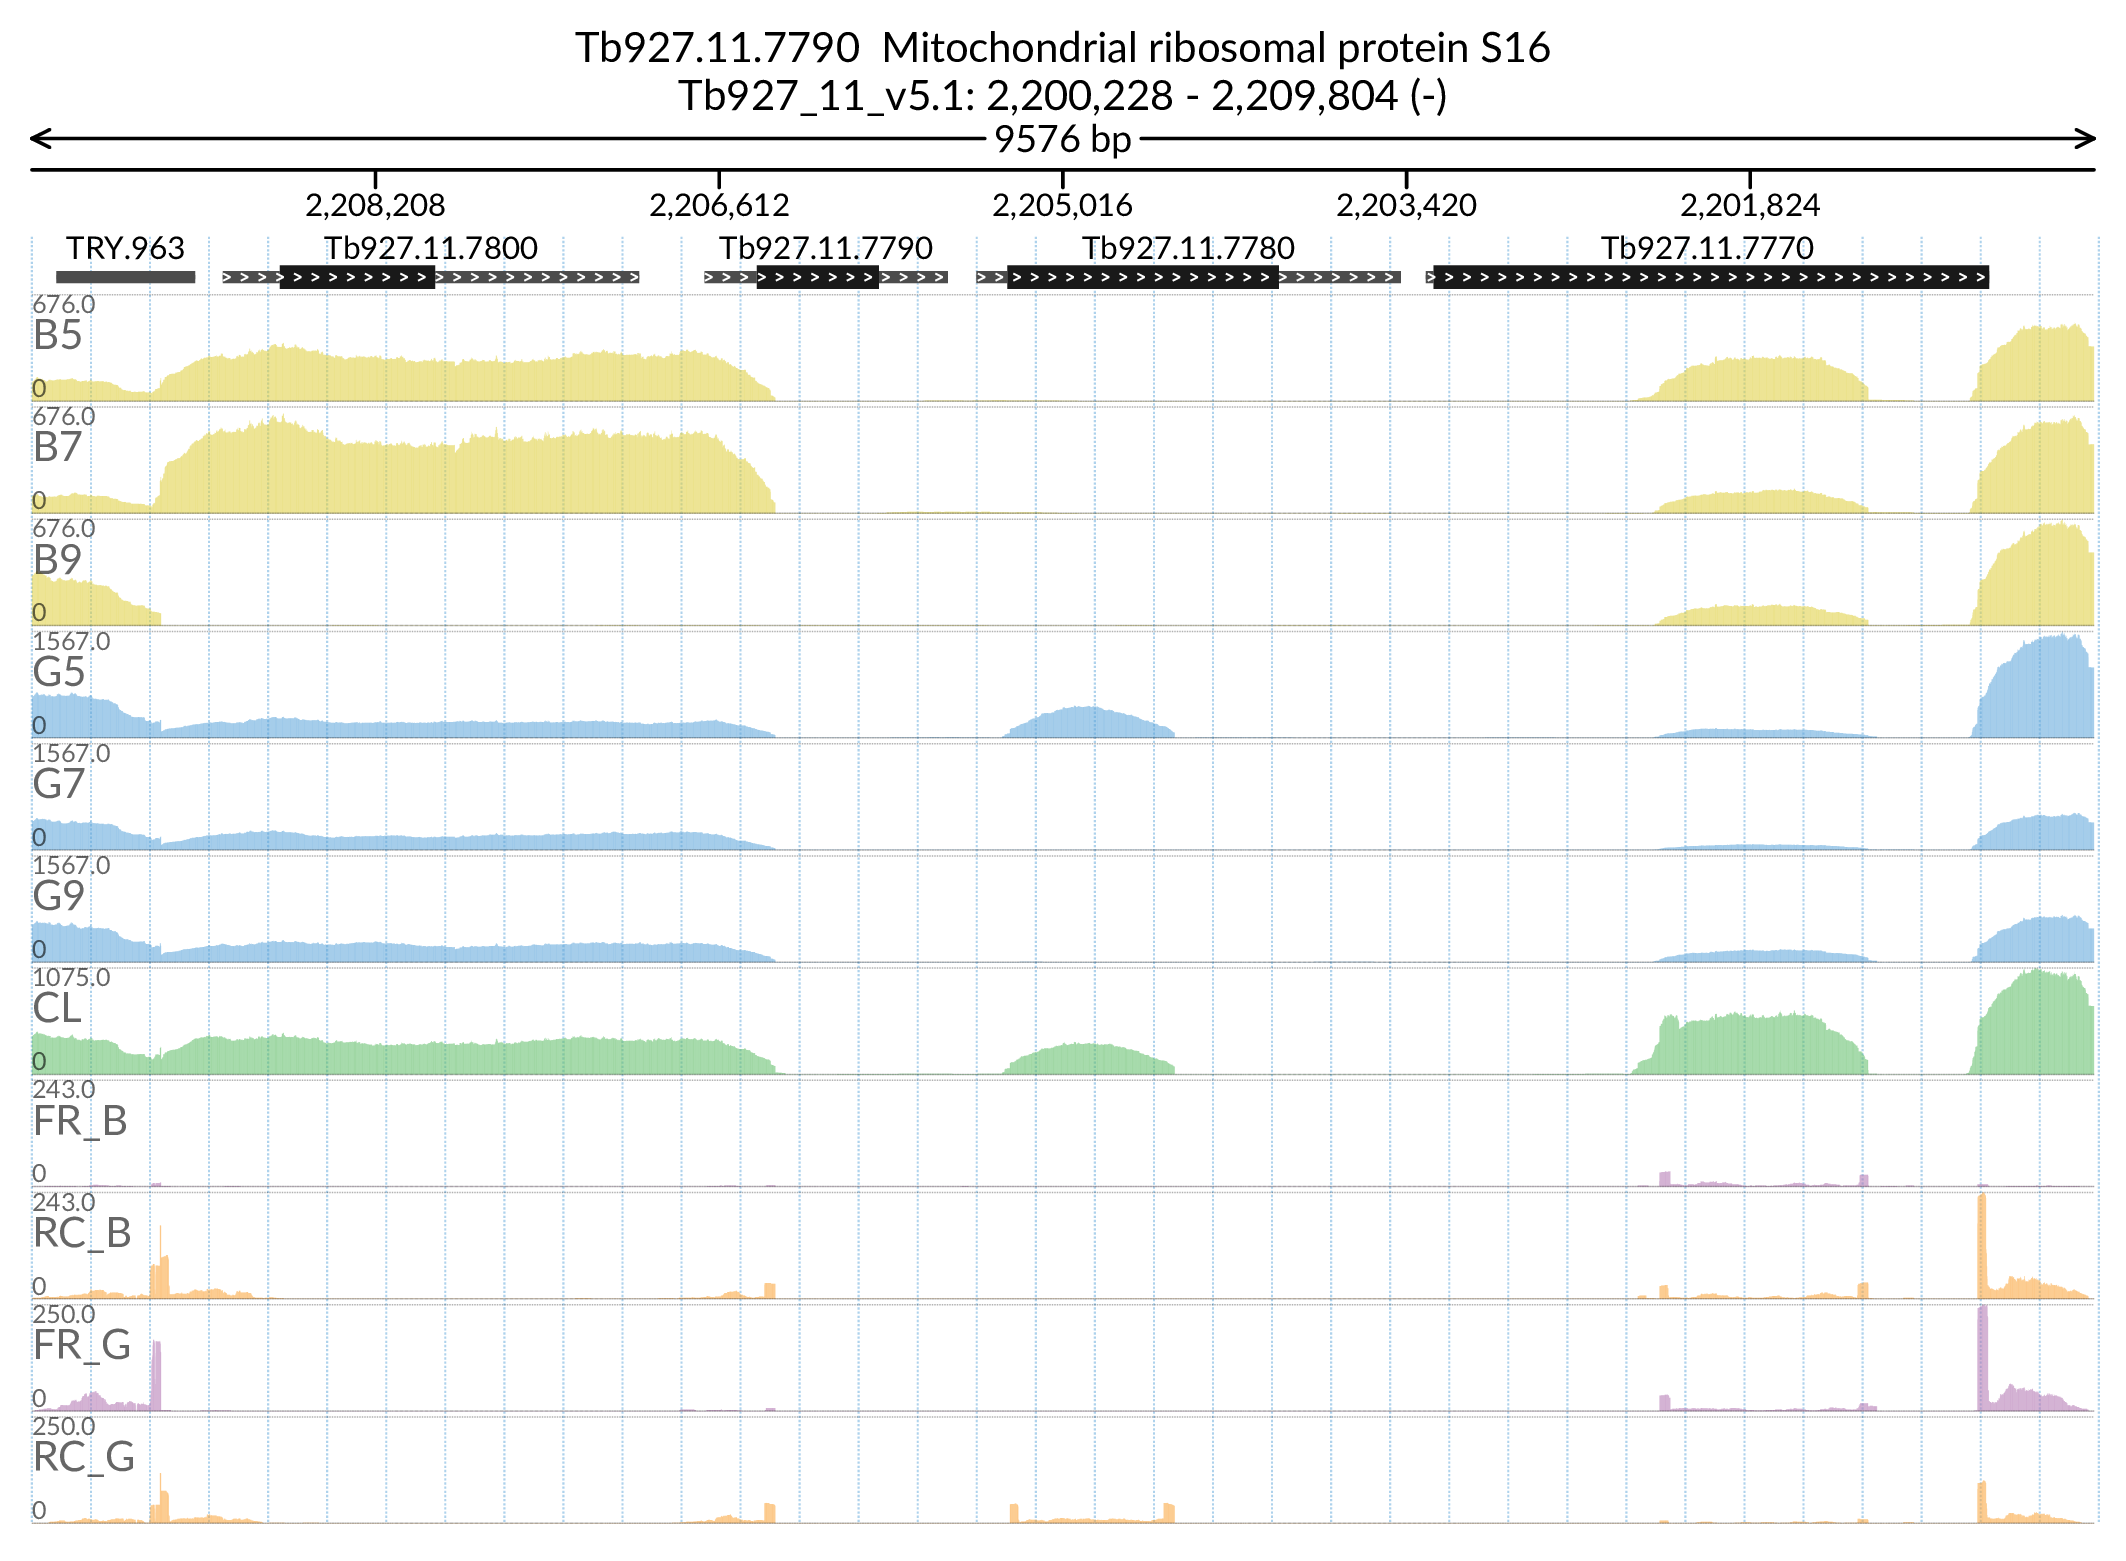 Tb927.11.7790 Mitochondrial ribosomal protein S16
Tb927_11_v5.1: 2,200,228 - 2,209,804 (-)
9576 bp
2,208,208 2,206,612 2,205,016 2,203,420 2,201,824
TRY.963 Tb927.11.7800 Tb927.11.7790 Tb927.11.7780 Tb927.11.7770
676.0
B5
0
676.0
B7
0
676.0
B9
0
1567.0
G5
0
1567.0
G7
0
1567.0
G9
0
1075.0
CL
0
243.0
FR_B
0
243.0
RC_B
0
250.0
FR_G
0
250.0
RC_G
0